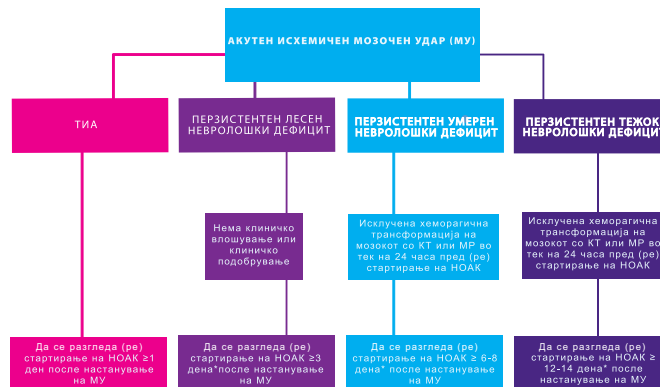 АКУТЕН ИСХЕМИЧЕН МОЗОЧЕН УДАР (МУ)
ТИА
ПЕРЗИСТЕНТЕН ЛЕСЕН
НЕВРОЛОШКИ ДЕФИЦИТ
ПЕРЗИСТЕНТЕН УМЕРЕН
НЕВРОЛОШКИ ДЕФИЦИТ
ПЕРЗИСТЕНТЕН ТЕЖОК
НЕВРОЛОШКИ ДЕФИЦИТ
Нема клиничко
влошување или
клиничко
подобрување
Исклучена хеморагична
трансформација на
мозокот со КТ или МР во
тек на 24 часа пред (ре)
стартирање на НОАК
Исклучена хеморагична
трансформација на
мозокот со КТ или МР во
тек на 24 часа пред (ре)
стартирање на НОАК
Да се разгледа (ре)
стартирање на НОАК ≥1
ден после настанување
на МУ
Да се разгледа (ре)
стартирање на НОАК ≥3
дена*после настанување
на МУ
Да се разгледа (ре)
стартирање на НОАК ≥ 6-8
дена* после настанување
на МУ
Да се разгледа (ре)
стартирање на НОАК ≥
12-14 дена* после
настанување на МУ